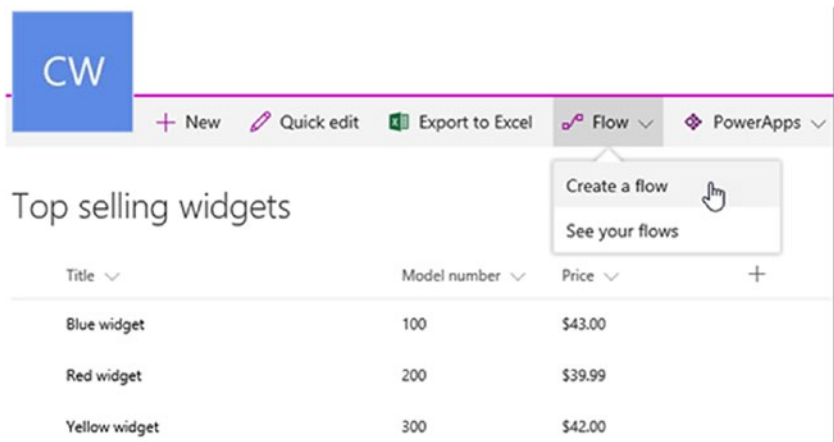 CW
New Quick edit Export to Excel Flow PowerApps
Create a flow
See your flows
Top selling widgets
Title Model number Price
Blue widget 100 $43.00
Red widget 200 $39.99
Yellow widget 300 $42.00